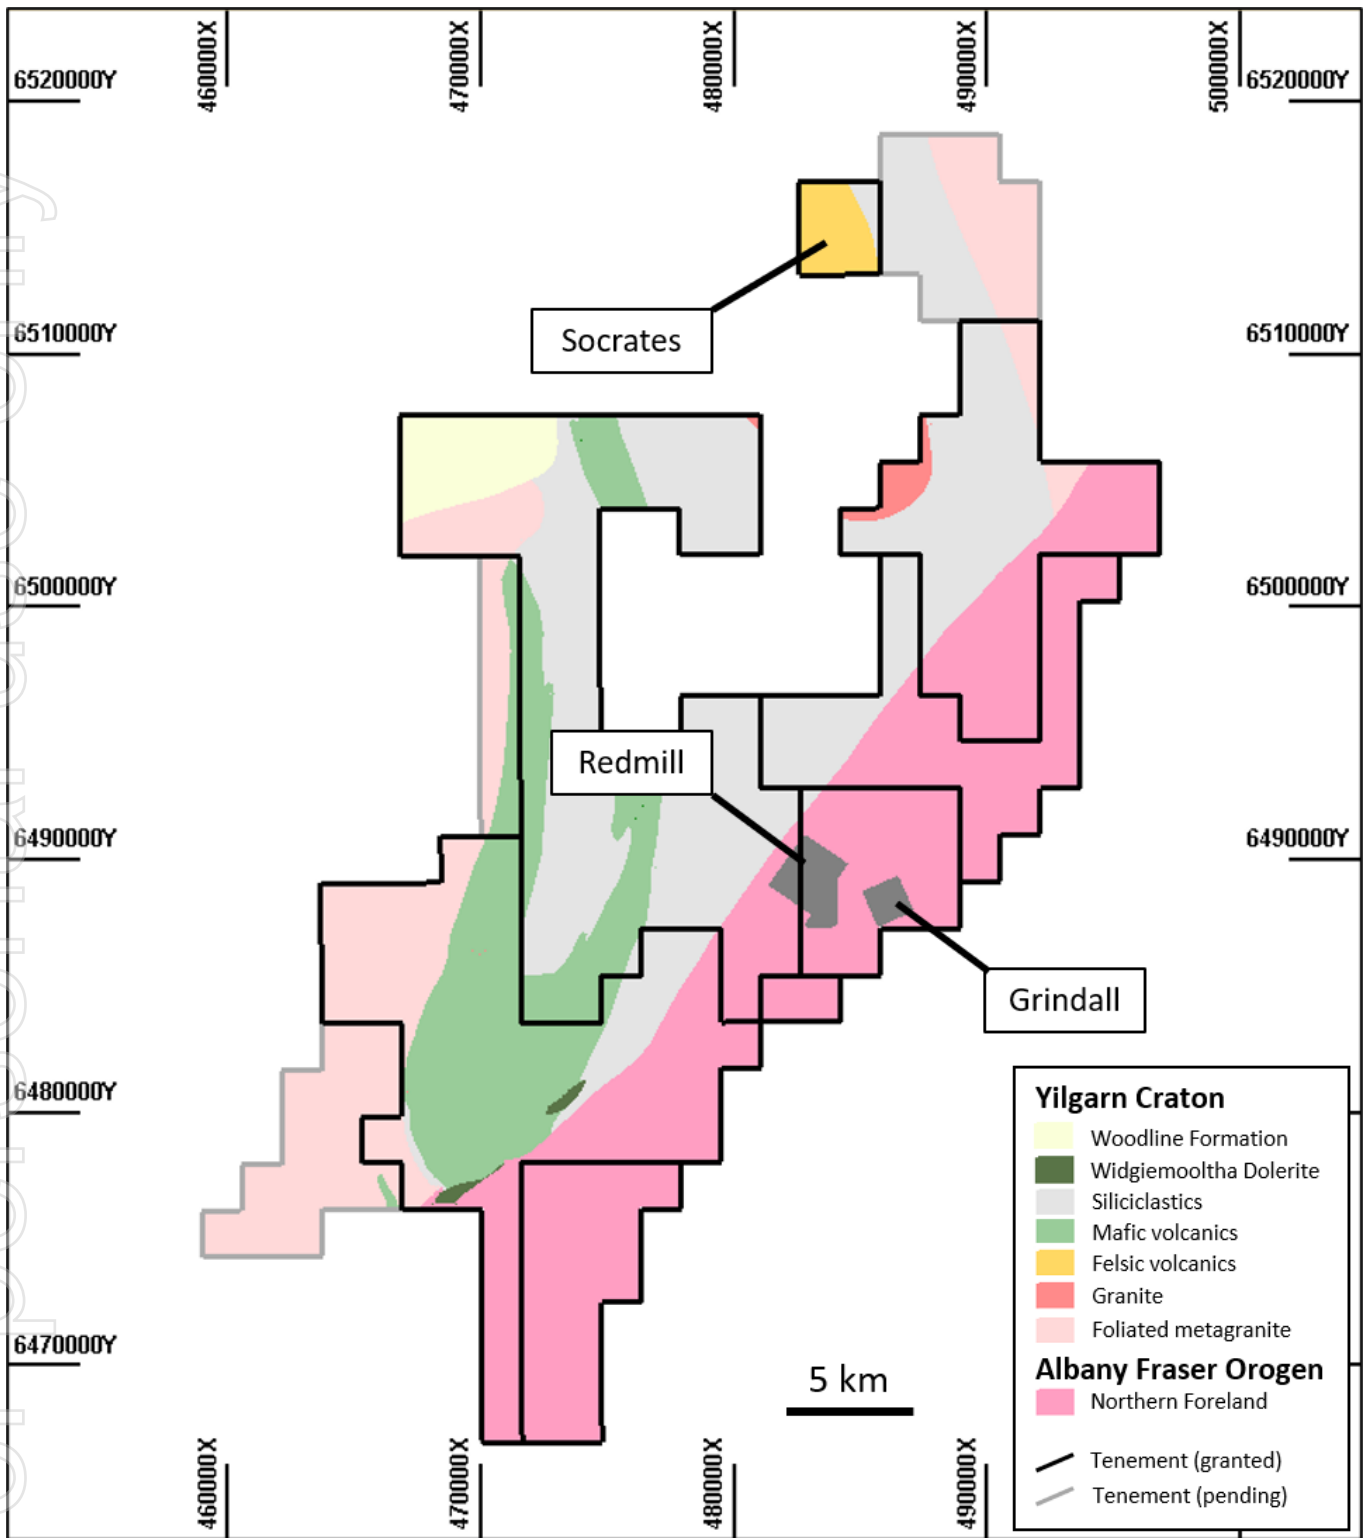 460000X
470000X
480000X
490000X
500000X
6520000Y
6520000Y
Socrates
6510000Y
6510000Y
6500000Y
6500000Y
Redmill
6490000Y
6490000Y
Grindall
6480000Y
Yilgarn Craton
Woodline Formation
Widgiemooltha Dolerite
Siliciclastics
Mafic volcanics
Felsic volcanics
Granite
Foliated metagranite
Albany Fraser Orogen
Northern Foreland
Tenement (granted)
Tenement (pending)
6470000Y
5 km
460000X
470000X
480000X
490000X